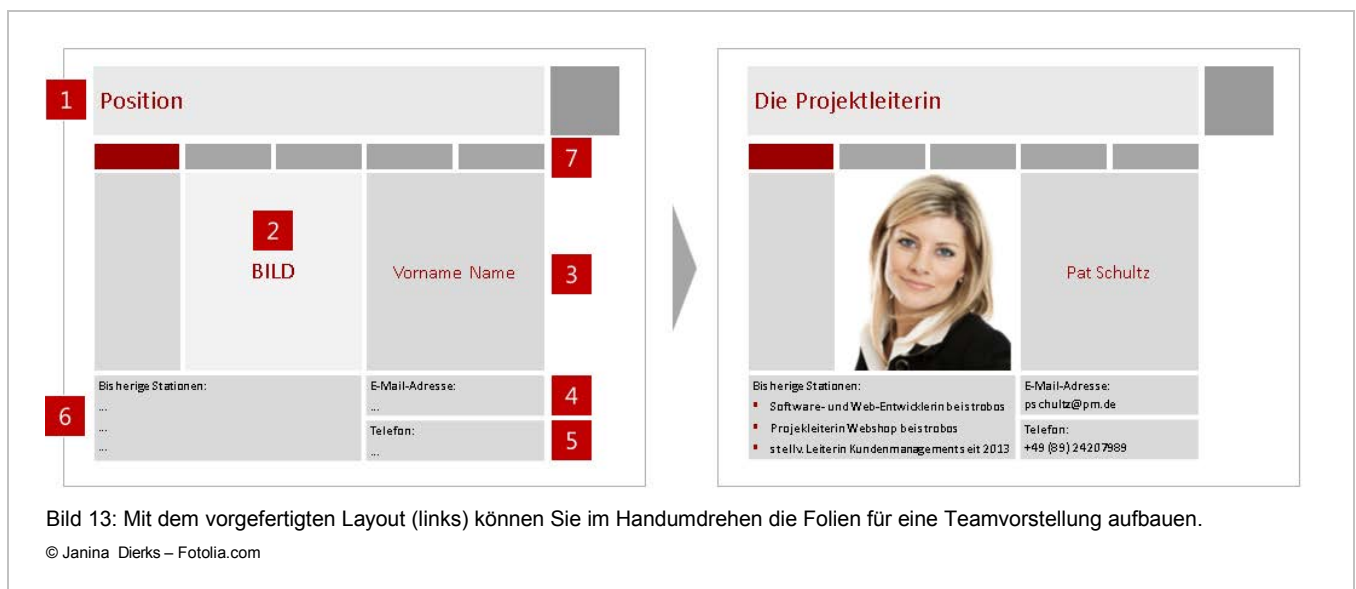 1 Position
7
2
BILD
Vorname Name 3
Bisherige Stationen:
...
...
...
6
E-Mail-Adresse:
...
4
Telefon:
...
5
Die Projektleiterin
Pat Schultz
Bisherige Stationen:
▪ Software- und Web-Entwicklerin bei strobos
▪ Projekleiterin Webshop bei strobos
▪ stellv. Leiterin Kundenmanagement seit 2013
E-Mail-Adresse:
pschultz@pm.de
Telefon:
+49 (89) 24207989
Bild 13: Mit dem vorgefertigten Layout (links) können Sie im Handumdrehen die Folien für eine Teamvorstellung aufbauen.
© Janina Dierks – Fotolia.com